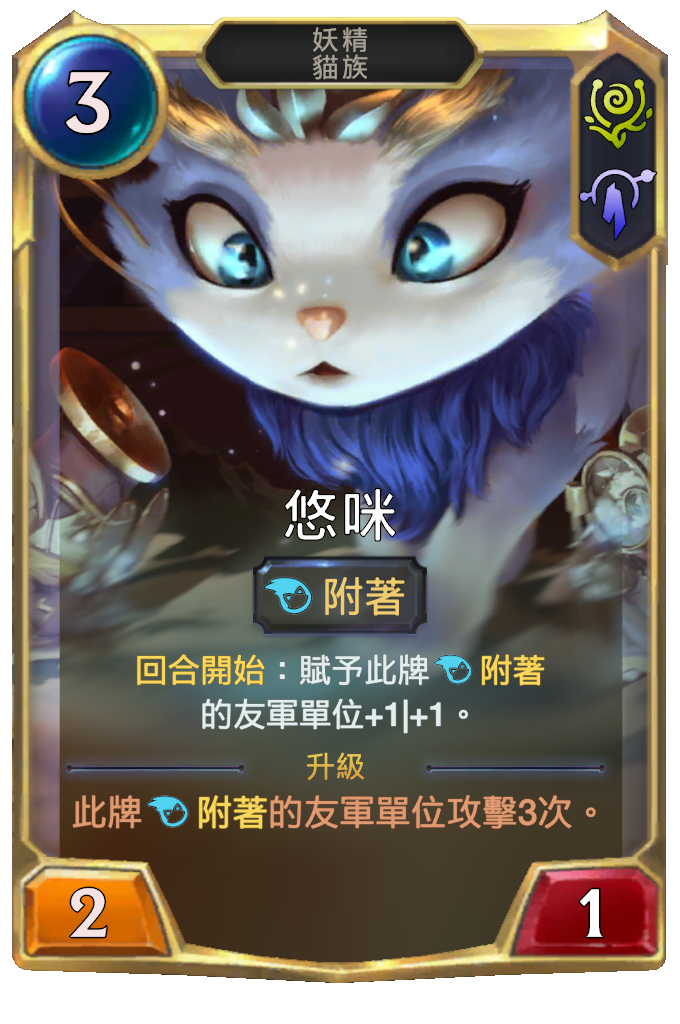 妖精
貓族
3
悠咪
附著
回合開始：賦予此牌附著
的友軍單位+1|+1。
升級
此牌附著的友軍單位攻擊3次。
2
1